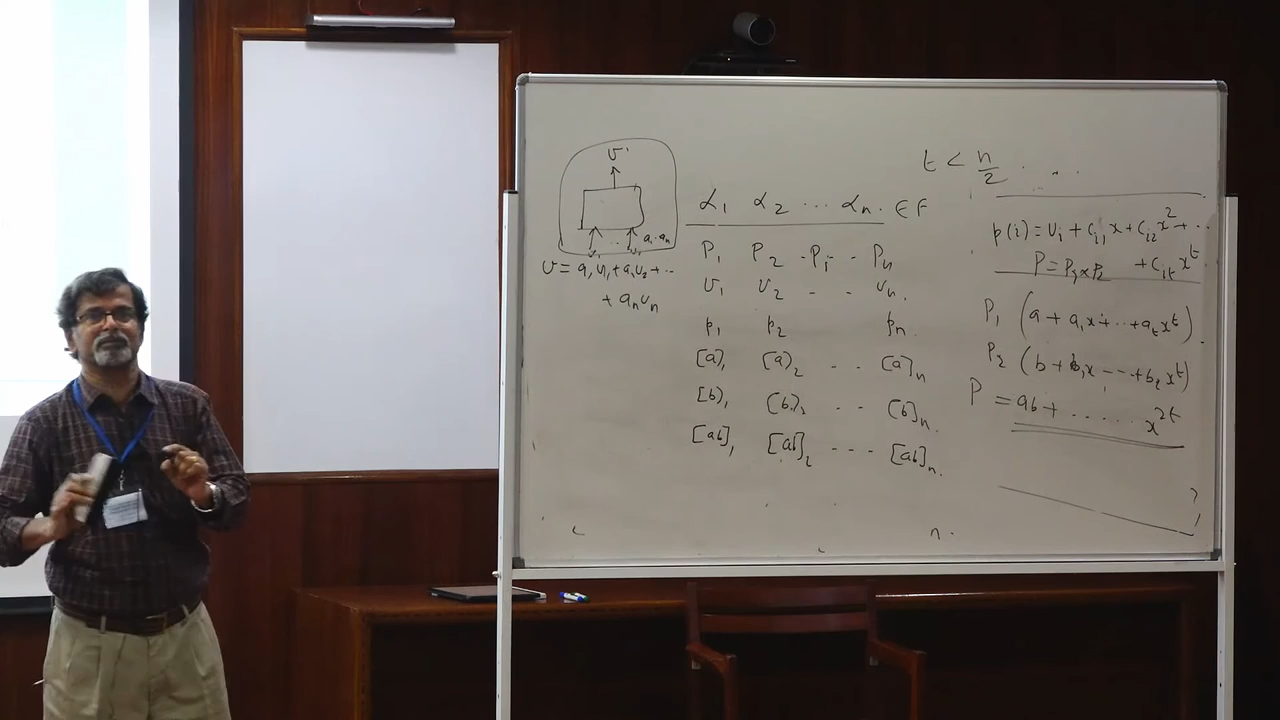 t < n/2 . . . .
v'
v₁ .. vₙ a₁..aₙ
v = a₁v₁ + a₂v₂ + ...
+ aₙvₙ
α₁ α₂ ... αₙ. ∈ F
P₁ P₂ .. Pᵢ .. Pₙ
v₁ v₂ .. vₙ.
p₁ p₂ pₙ.
[a]₁ [a]₂ .. [a]ₙ
[b]₁ [b]₂ .. [b]ₙ.
[ab]₁ [ab]₂ --- [ab]ₙ.
p(i) = vᵢ + cᵢ₁x + cᵢ₂x² + ..
+ cᵢₜxᵗ
P = P₁ x P₂
P₁ (a + a₁x + .. + aₜxᵗ)
P₂ (b + b₁x --- + bₜxᵗ)
P = ab + ...... x²ᵗ
n.